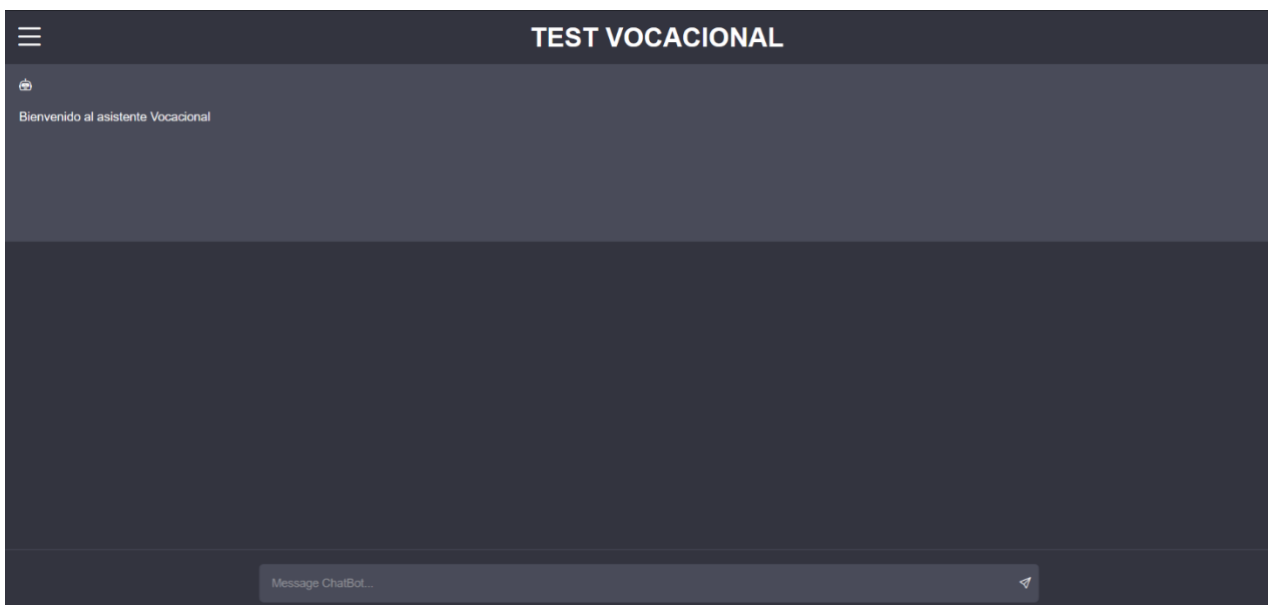 TEST VOCACIONAL
Bienvenido al asistente Vocacional
Message ChatBot...